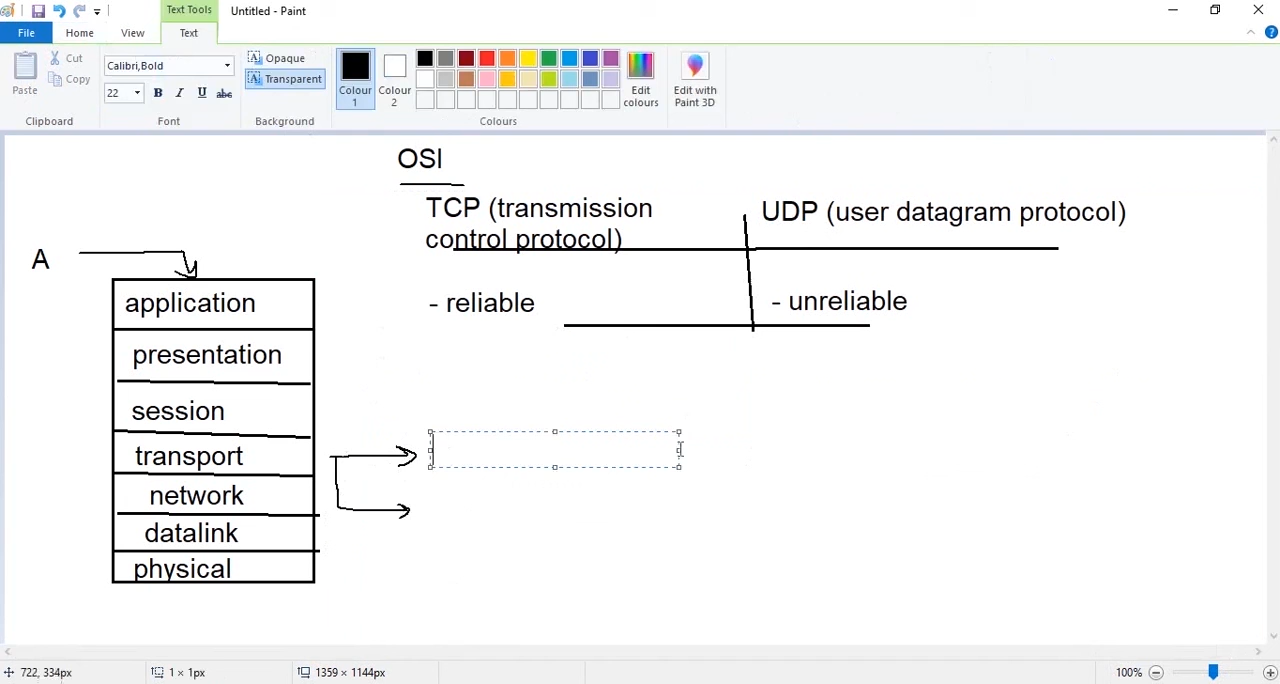 Text Tools
Untitled - Paint
File
Home
View
Text
Paste
Cut
Copy
Clipboard
Calibri,Bold
22
B I U abc
Font
Opaque
Transparent
Background
Colour 1
Colour 2
Edit colours
Colours
Edit with Paint 3D
OSI
TCP (transmission
control protocol)
UDP (user datagram protocol)
- reliable
- unreliable
A
application
presentation
session
transport
network
datalink
physical
722, 334px
1 × 1px
1359 × 1144px
100%